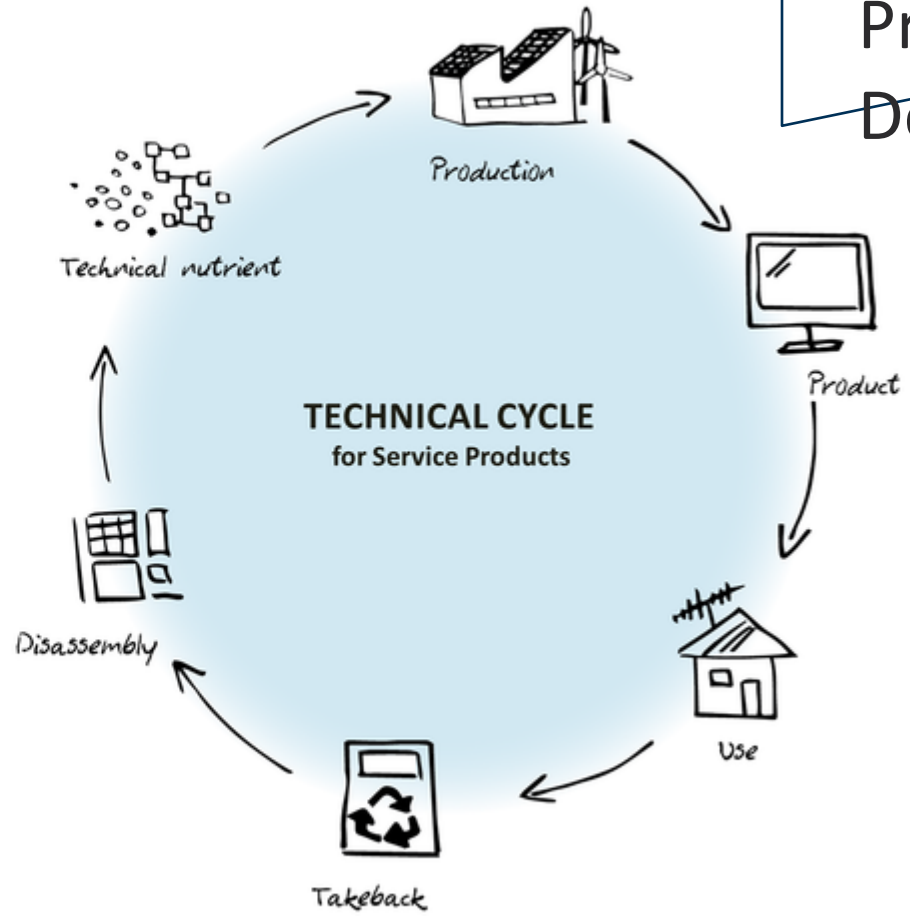 Production
Product
Use
Takeback
Disassembly
Technical nutrient
TECHNICAL CYCLE
for Service Products